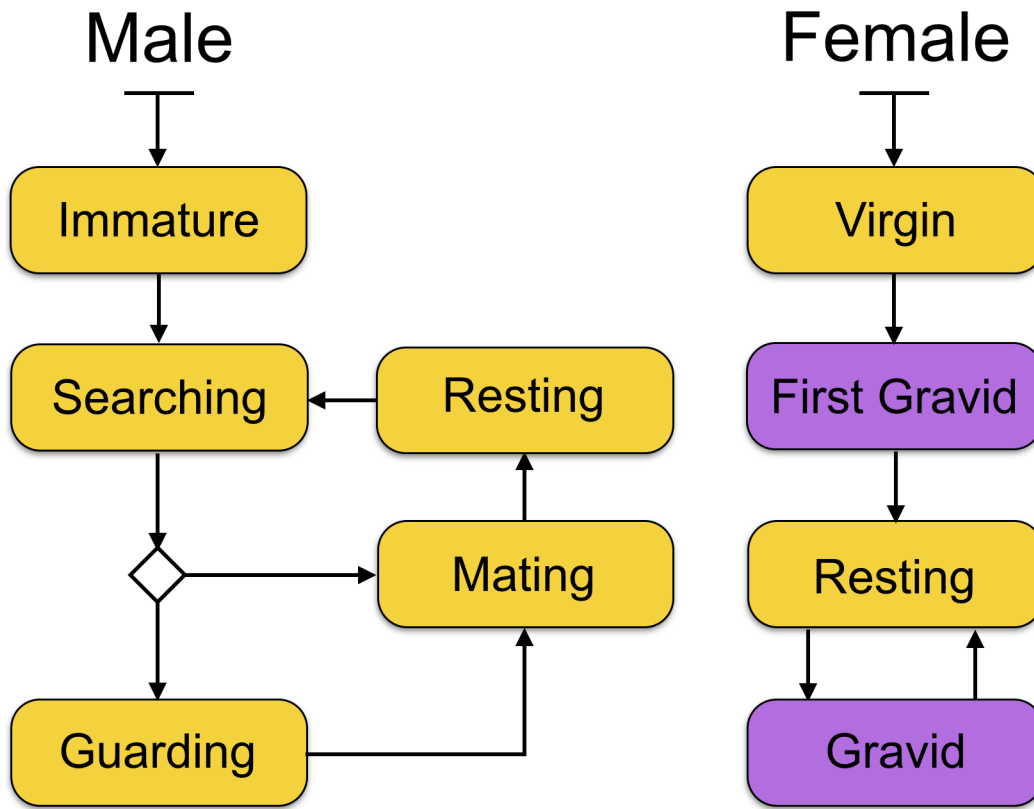 Male
Immature
Searching
Resting
Mating
Guarding
Female
Virgin
First Gravid
Resting
Gravid